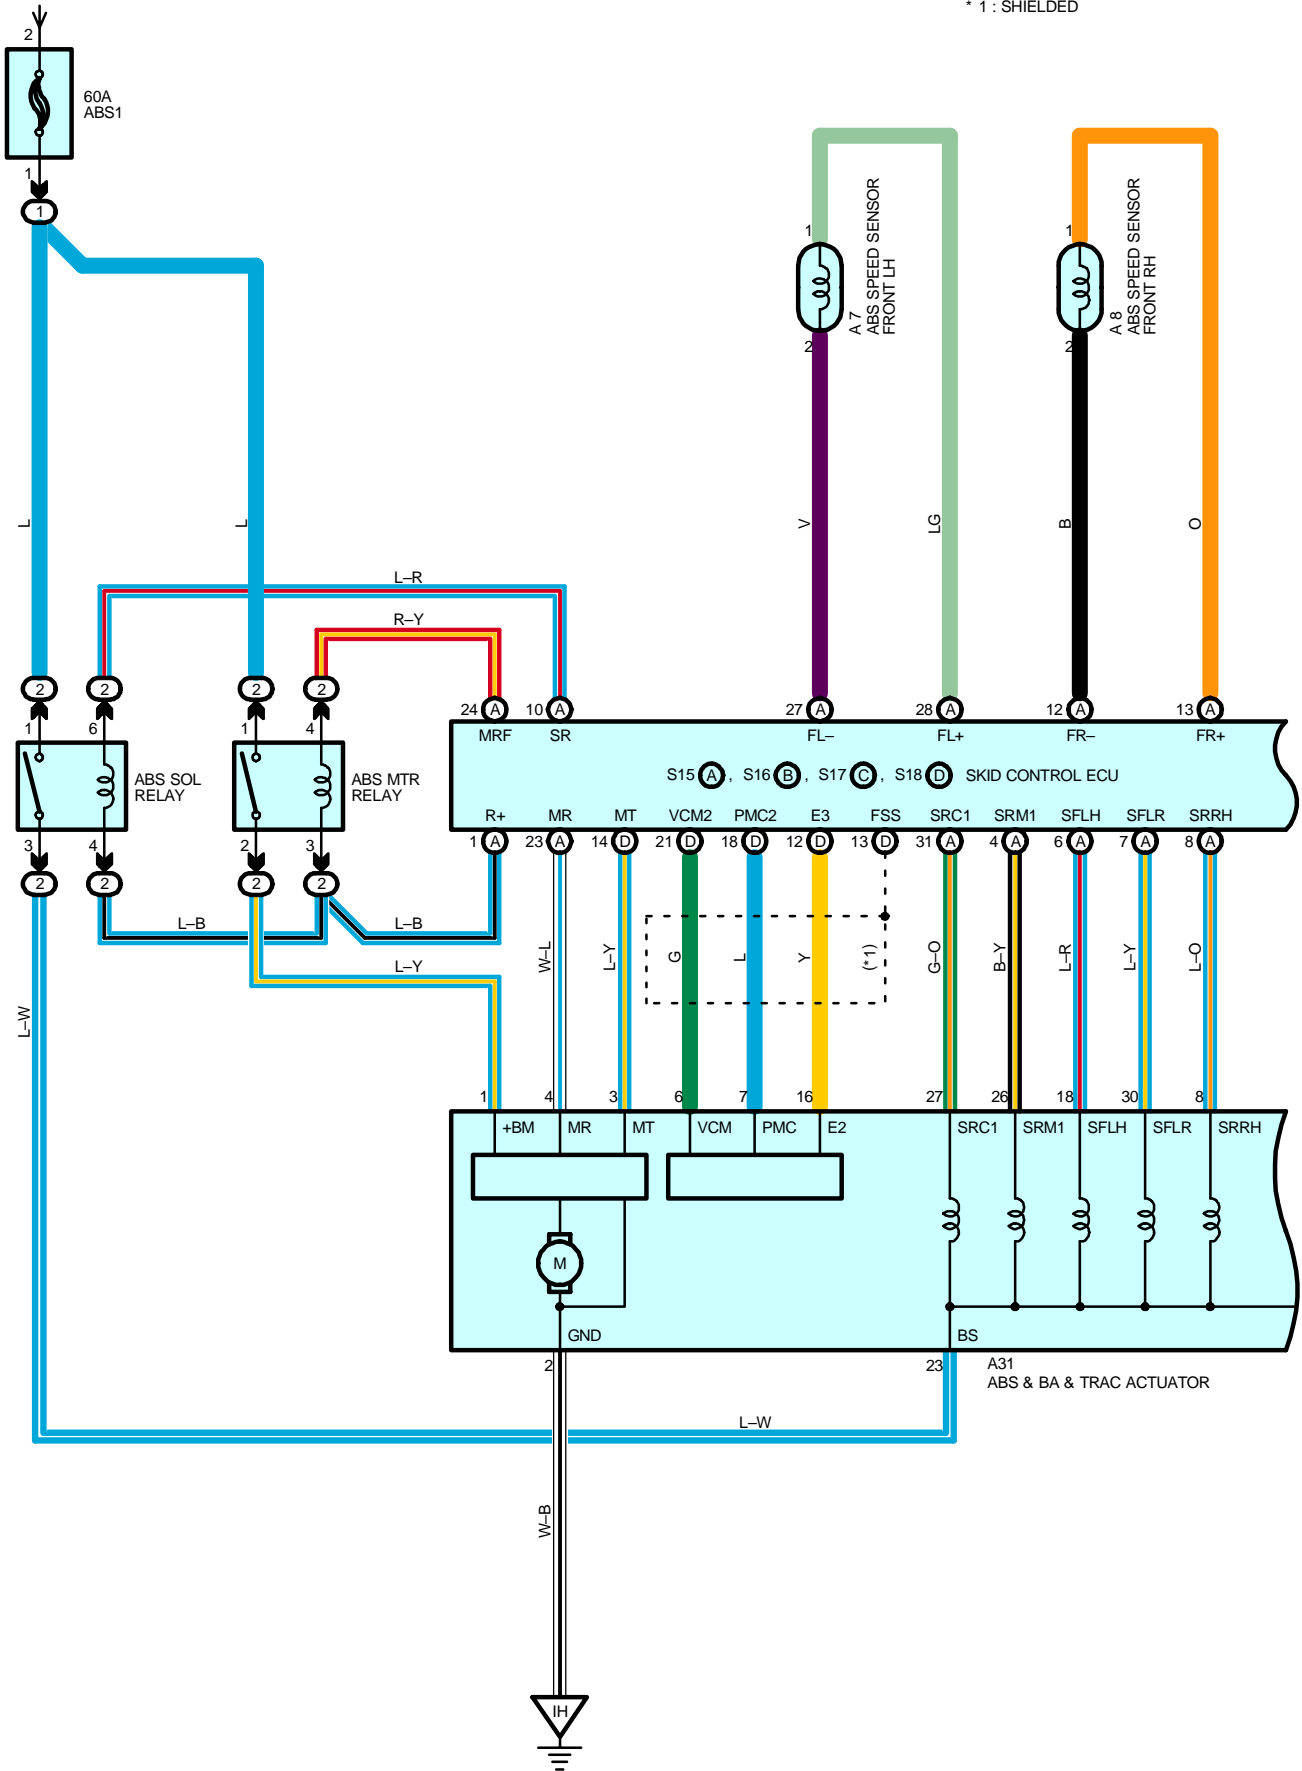 * 1 : SHIELDED
2
60A
ABS1
1
1
A 7
ABS SPEED SENSOR
FRONT LH
1
2
A 8
ABS SPEED SENSOR
FRONT RH
1
2
L
L
V
LG
B
O
L–R
R–Y
2
2
2
2
1
6
1
4
24 A
10 A
27 A
28 A
12 A
13 A
MRF
SR
FL–
FL+
FR–
FR+
ABS SOL
RELAY
ABS MTR
RELAY
S15 A , S16 B , S17 C , S18 D SKID CONTROL ECU
R+
MR
MT
VCM2
PMC2
E3
FSS
SRC1
SRM1
SFLH
SFLR
SRRH
3
4
2
3
1 A
23 A
14 D
21 D
18 D
12 D
13 D
31 A
4 A
6 A
7 A
8 A
2
2
2
2
L–B
L–B
L–Y
L–W
W–L
L–Y
G
L
Y
(* 1)
G–O
B–Y
L–R
L–Y
L–O
1
4
3
6
7
16
27
26
18
30
8
+BM
MR
MT
VCM
PMC
E2
SRC1
SRM1
SFLH
SFLR
SRRH
M
GND
BS
2
23
A31
ABS & BA & TRAC ACTUATOR
L–W
W–B
IH